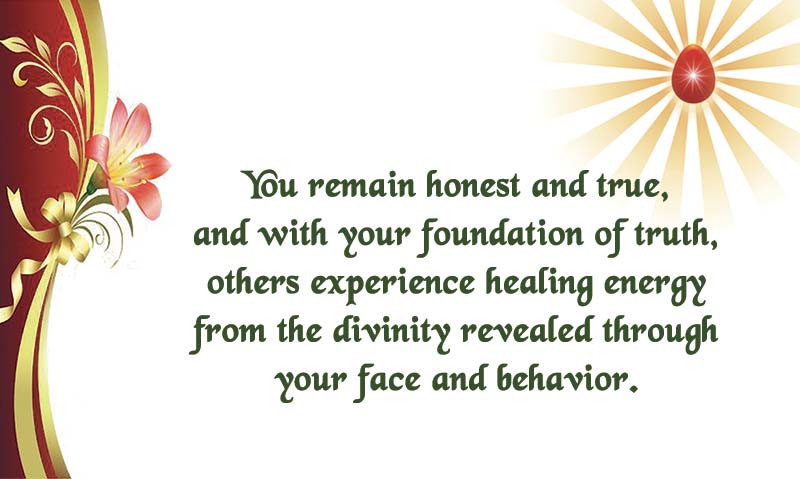 You remain honest and true,
and with your foundation of truth,
others experience healing energy
from the divinity revealed through
your face and behavior.